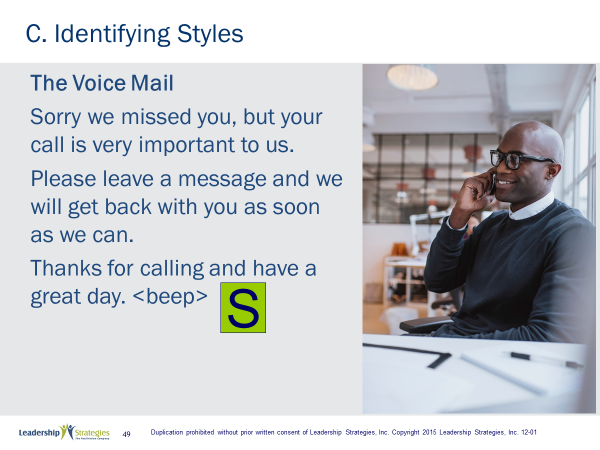 C. Identifying Styles
The Voice Mail
Sorry we missed you, but your
call is very important to us.
Please leave a message and we
will get back with you as soon
as we can.
Thanks for calling and have a
great day. <beep>
S
Leadership Strategies
The Facilitation Company
49
Duplication prohibited without prior written consent of Leadership Strategies, Inc. Copyright 2015 Leadership Strategies, Inc. 12-01